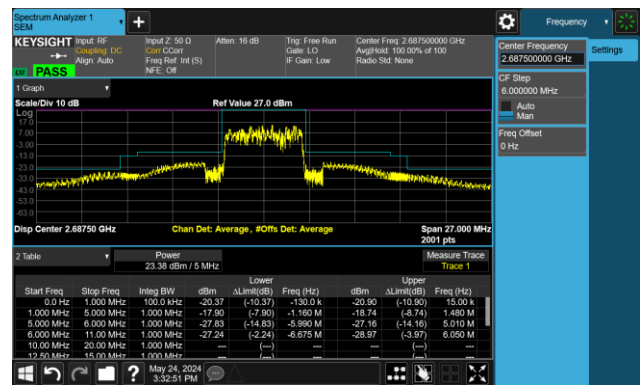 Spectrum Analyzer 1
SEM
Frequency
KEYSIGHT
Input: RF
Coupling: DC
Align: Auto
Input Z: 50 Ω
Corr CCorr
Freq Ref: Int (S)
NFE: Off
Atten: 16 dB
Trig: Free Run
Gate: LO
IF Gain: Low
Center Freq: 2.687500000 GHz
Avg|Hold: 100.00% of 100
Radio Std: None
PASS
Center Frequency
2.687500000 GHz
Settings
CF Step
6.000000 MHz
Auto
Man
Freq Offset
0 Hz
1 Graph
Scale/Div 10 dB
Ref Value 27.0 dBm
Log
17.0
7.00
-3.00
-13.0
-23.0
-33.0
-43.0
-53.0
-63.0
Disp Center 2.68750 GHz
Chan Det: Average , #Offs Det: Average
Span 27.000 MHz
2001 pts
2 Table
Power
23.38 dBm / 5 MHz
Measure Trace
Trace 1
Lower Upper
Start Freq Stop Freq Integ BW dBm ΔLimit(dB) Freq (Hz) dBm ΔLimit(dB) Freq (Hz)
0.0 Hz 1.000 MHz 100.0 kHz -20.37 (-10.37) -130.0 k -20.90 (-10.90) 15.00 k
1.000 MHz 5.000 MHz 1.000 MHz -17.90 (-7.90) -1.160 M -18.74 (-8.74) 1.480 M
5.000 MHz 6.000 MHz 1.000 MHz -27.83 (-14.83) -5.990 M -27.16 (-14.16) 5.010 M
6.000 MHz 11.00 MHz 1.000 MHz -27.24 (-2.24) -6.675 M -28.97 (-3.97) 6.050 M
10.00 MHz 20.00 MHz 1.000 MHz --- (---) --- (---)
12.50 MHz 15.00 MHz 1.000 MHz --- (---) --- (---)
May 24, 2024
3:32:51 PM